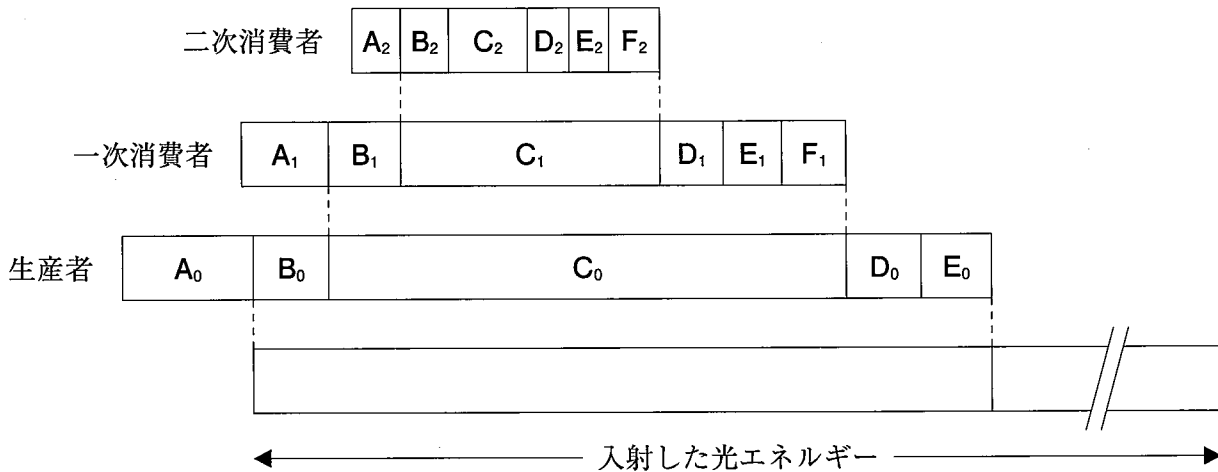 二次消費者 A₂ B₂ C₂ D₂ E₂ F₂
一次消費者 A₁ B₁ C₁ D₁ E₁ F₁
生産者 A₀ B₀ C₀ D₀ E₀
入射した光エネルギー